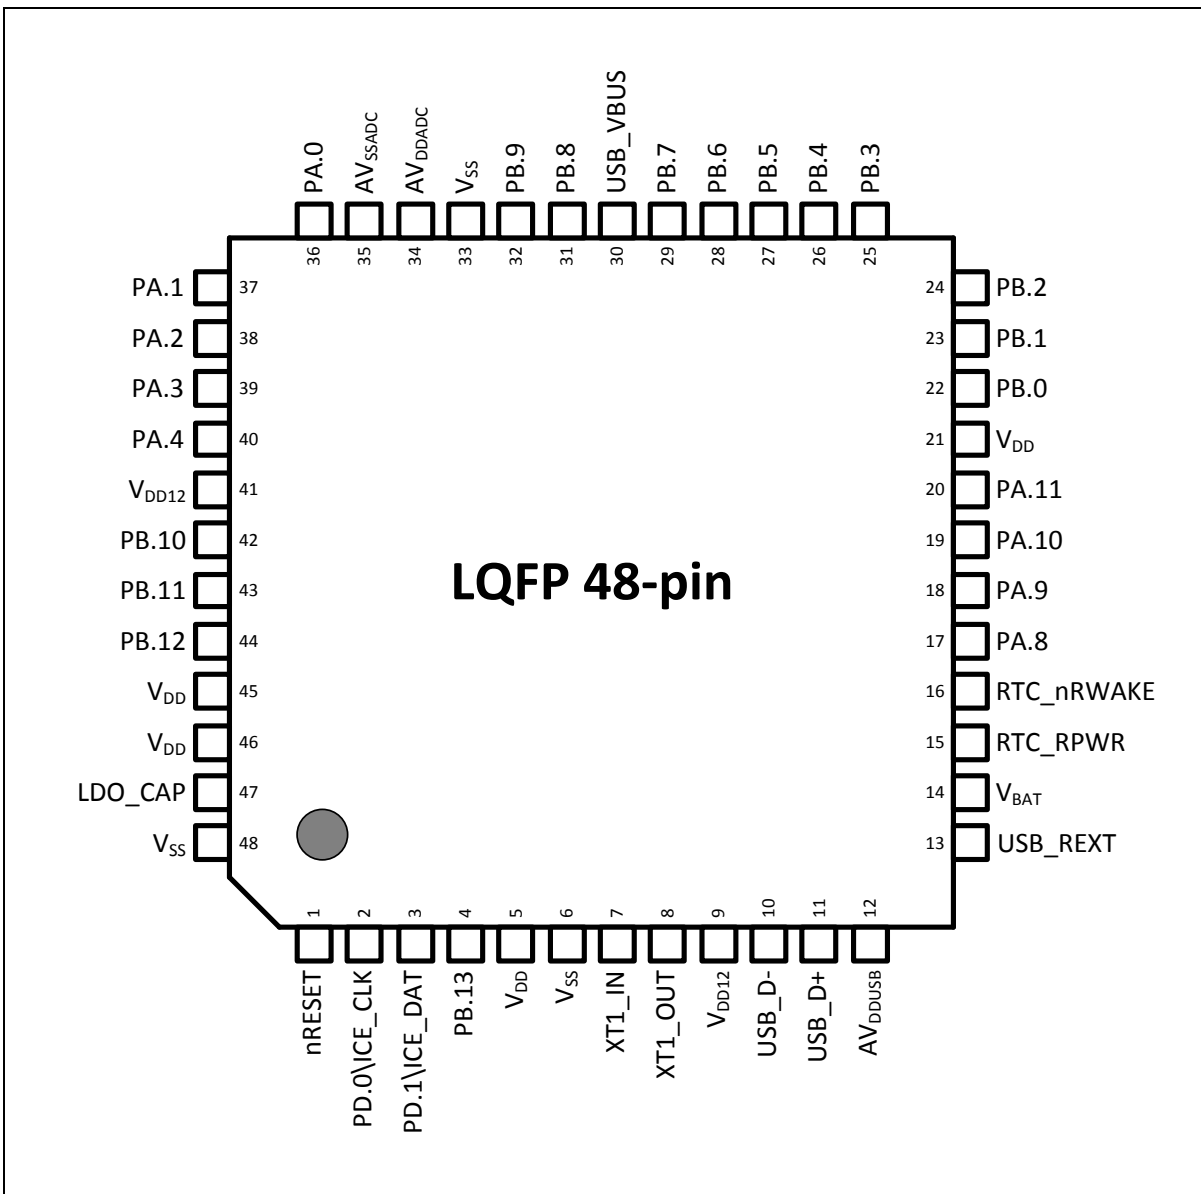 PA.0
AVSSADC
AVDDADC
VSS
PB.9
PB.8
USB_VBUS
PB.7
PB.6
PB.5
PB.4
PB.3
36
35
34
33
32
31
30
29
28
27
26
25
PA.1 37
PA.2 38
PA.3 39
PA.4 40
VDD12 41
PB.10 42
PB.11 43
PB.12 44
VDD 45
VDD 46
LDO_CAP 47
VSS 48
LQFP 48-pin
24 PB.2
23 PB.1
22 PB.0
21 VDD
20 PA.11
19 PA.10
18 PA.9
17 PA.8
16 RTC_nRWAKE
15 RTC_RPWR
14 VBAT
13 USB_REXT
1
2
3
4
5
6
7
8
9
10
11
12
nRESET
PD.0\ICE_CLK
PD.1\ICE_DAT
PB.13
VDD
VSS
XT1_IN
XT1_OUT
VDD12
USB_D-
USB_D+
AVDDUSB